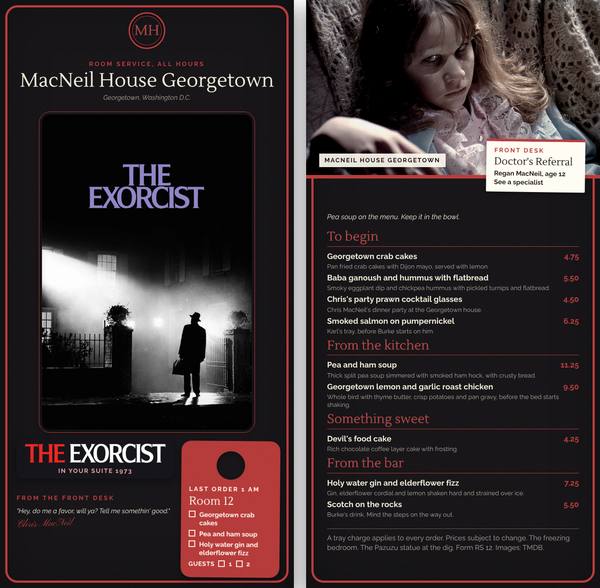 MH
ROOM SERVICE, ALL HOURS
MacNeil House Georgetown
Georgetown, Washington D.C.
THE
EXORCIST
THE EXORCIST
IN YOUR SUITE 1973
FROM THE FRONT DESK
"Hey, do me a favor, will ya? Tell me somethin' good."
Chris MacNeil
LAST ORDER 1 AM
Room 12
Georgetown crab
cakes
Pea and ham soup
Holy water gin and
elderflower fizz
GUESTS 1 2
MACNEIL HOUSE GEORGETOWN
FRONT DESK
Doctor's Referral
Regan MacNeil, age 12
See a specialist
Pea soup on the menu. Keep it in the bowl.
To begin
Georgetown crab cakes 4.75
Pan fried crab cakes with Dijon mayo, served with lemon
Baba ganoush and hummus with flatbread 5.50
Smoky eggplant dip and chickpea hummus with pickled turnips and flatbread
Chris's party prawn cocktail glasses 4.50
Chris MacNeil's dinner party at the Georgetown house
Smoked salmon on pumpernickel 6.25
Karl's tray, before Burke starts on him
From the kitchen
Pea and ham soup 11.25
Thick split pea soup simmered with smoked ham hock, with crusty bread.
Georgetown lemon and garlic roast chicken 9.50
Whole bird with thyme butter, crisp potatoes and pan gravy, before the bed starts
shaking.
Something sweet
Devil's food cake 4.25
Rich chocolate coffee layer cake with frosting
From the bar
Holy water gin and elderflower fizz 7.25
Gin, elderflower cordial and lemon shaken hard and strained over ice.
Scotch on the rocks 5.50
Burke's drink. Mind the steps on the way out.
A tray charge applies to every order. Prices subject to change. The freezing
bedroom. The Pazuzu statue at the dig. Form RS 12. Images: TMDB.